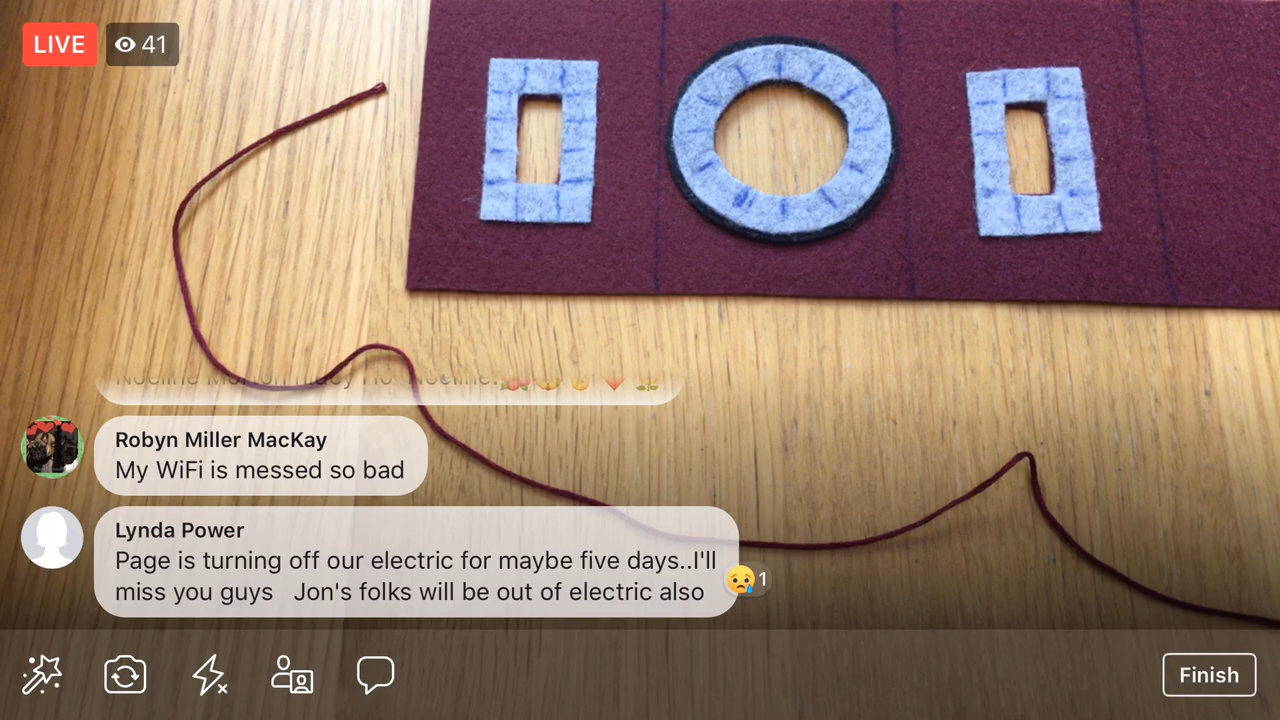 LIVE
41
Robyn Miller MacKay
My WiFi is messed so bad
Lynda Power
Page is turning off our electric for maybe five days..I'll
miss you guys Jon's folks will be out of electric also
1
Finish